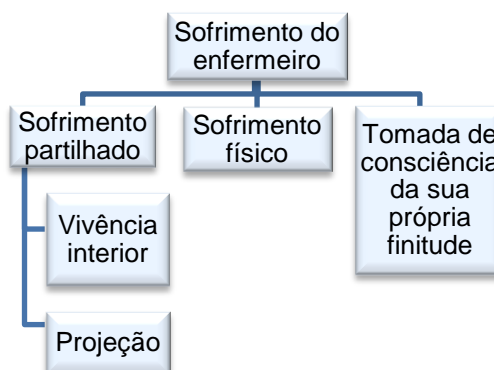 Sofrimento do
enfermeiro
Sofrimento
partilhado
Sofrimento
físico
Tomada de
consciência
da sua
própria
finitude
Vivência
interior
Projeção